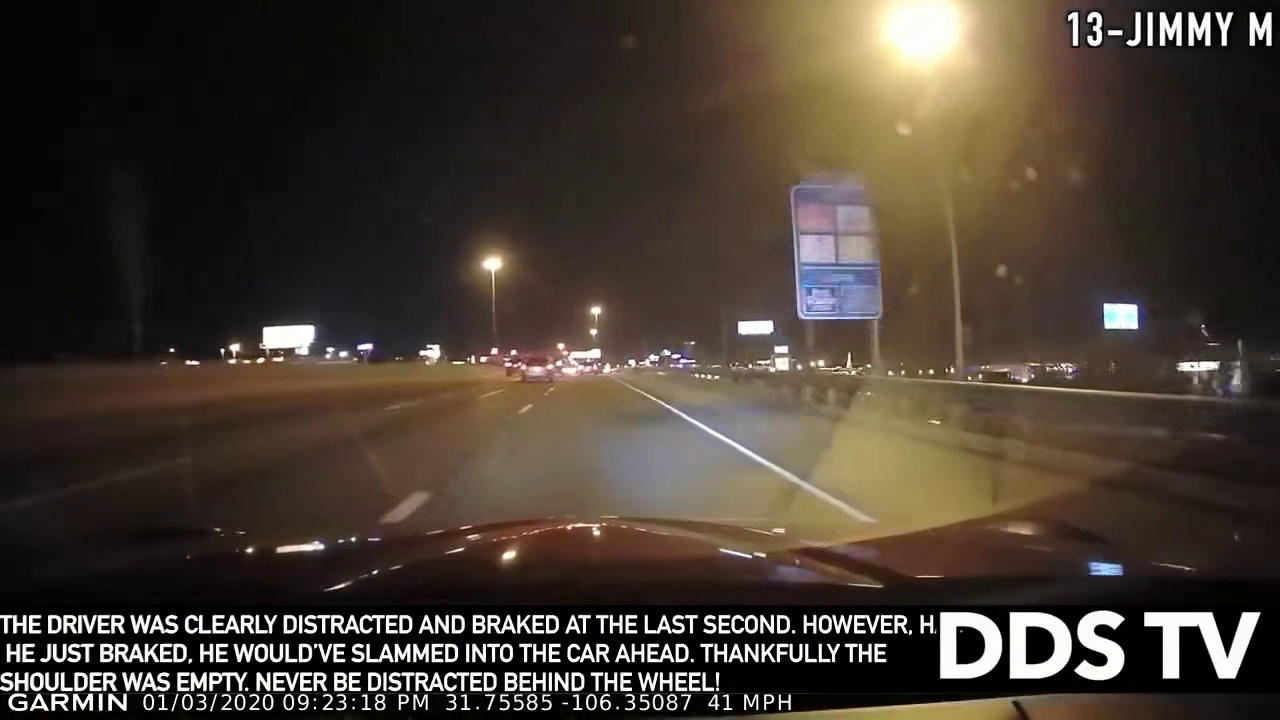 13-JIMMY M
THE DRIVER WAS CLEARLY DISTRACTED AND BRAKED AT THE LAST SECOND. HOWEVER,
HE JUST BRAKED, HE WOULD'VE SLAMMED INTO THE CAR AHEAD. THANKFULLY THE
SHOULDER WAS EMPTY. NEVER BE DISTRACTED BEHIND THE WHEEL!
DDS TV
GARMIN 01/03/2020 09:23:18 PM 31.75585 -106.35087 41 MPH